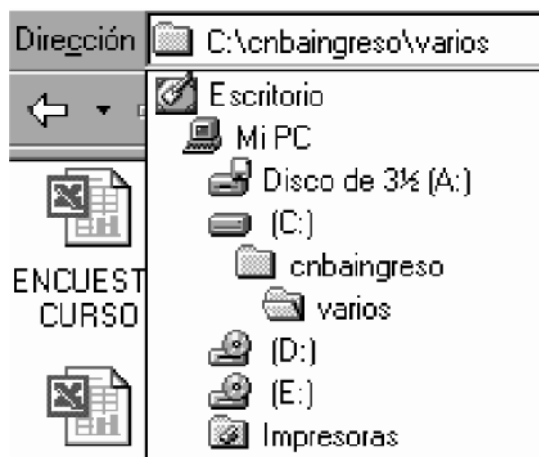 Dirección C:\cnbaingreso\varios
Escritorio
Mi PC
Disco de 3½ (A:)
(C:)
cnbaingreso
varios
(D:)
(E:)
Impresoras
ENCUEST
CURSO